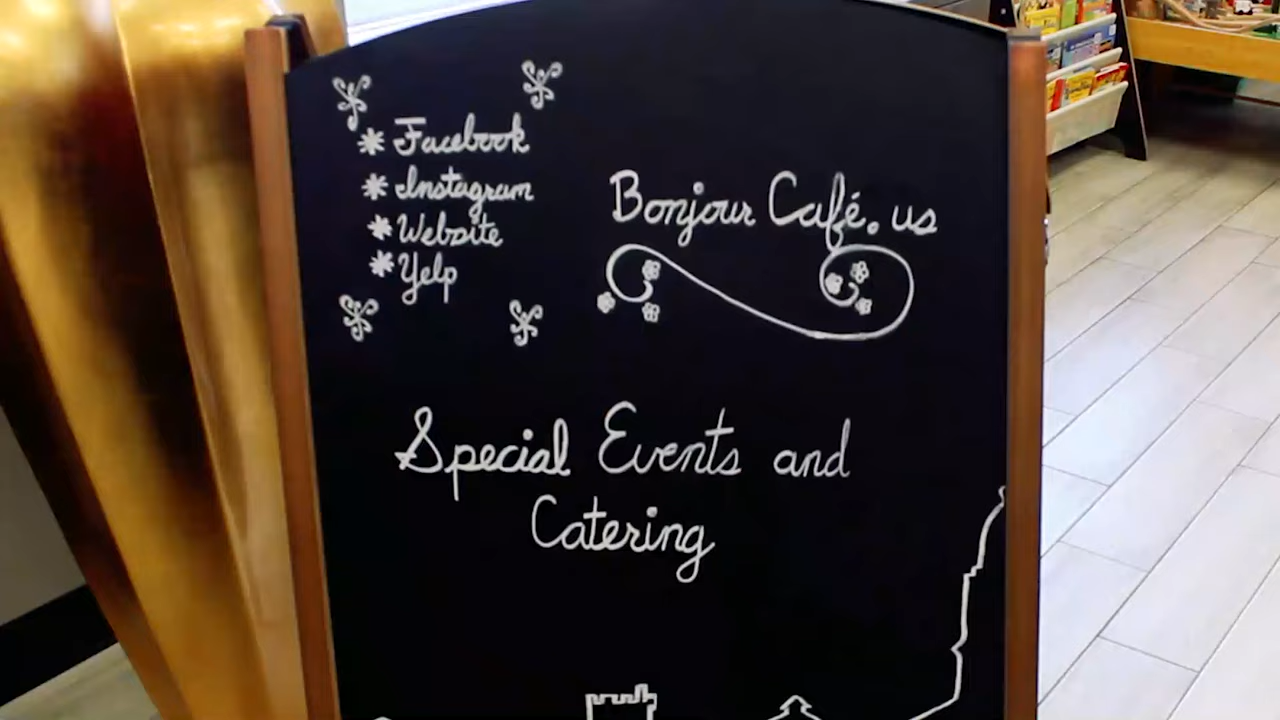 * Facebook
* Instagram
* Website
* Yelp
Bonjour Café.us
Special Events and
Catering